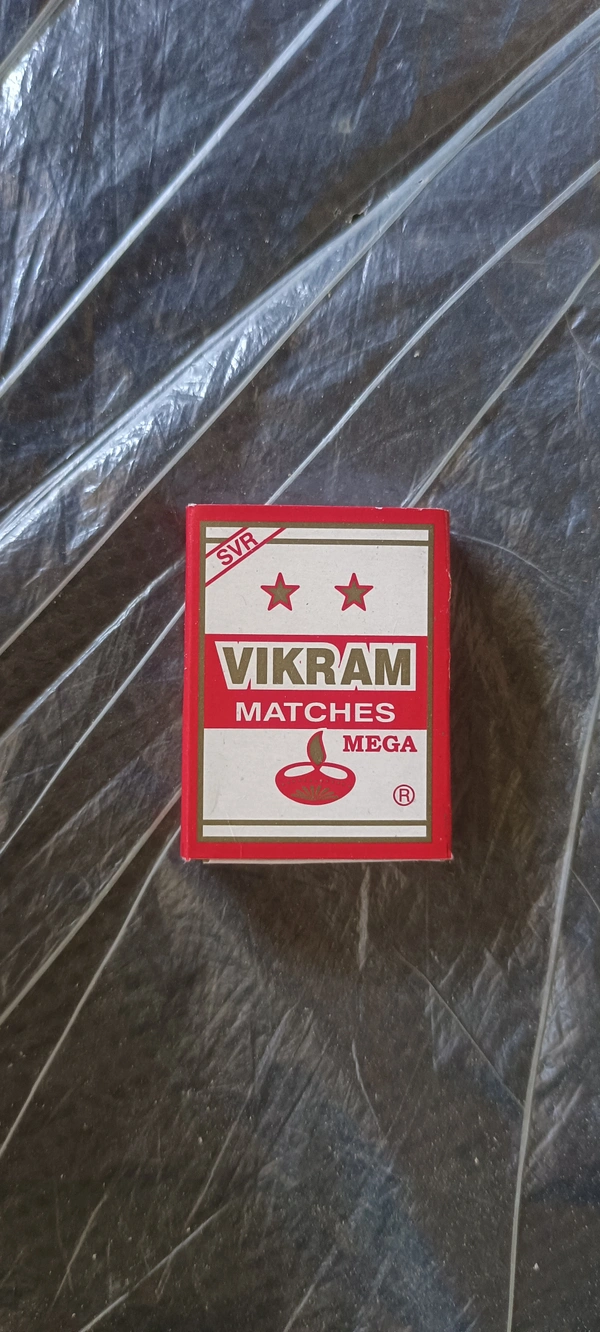 SVR
VIKRAM
MATCHES
MEGA
®